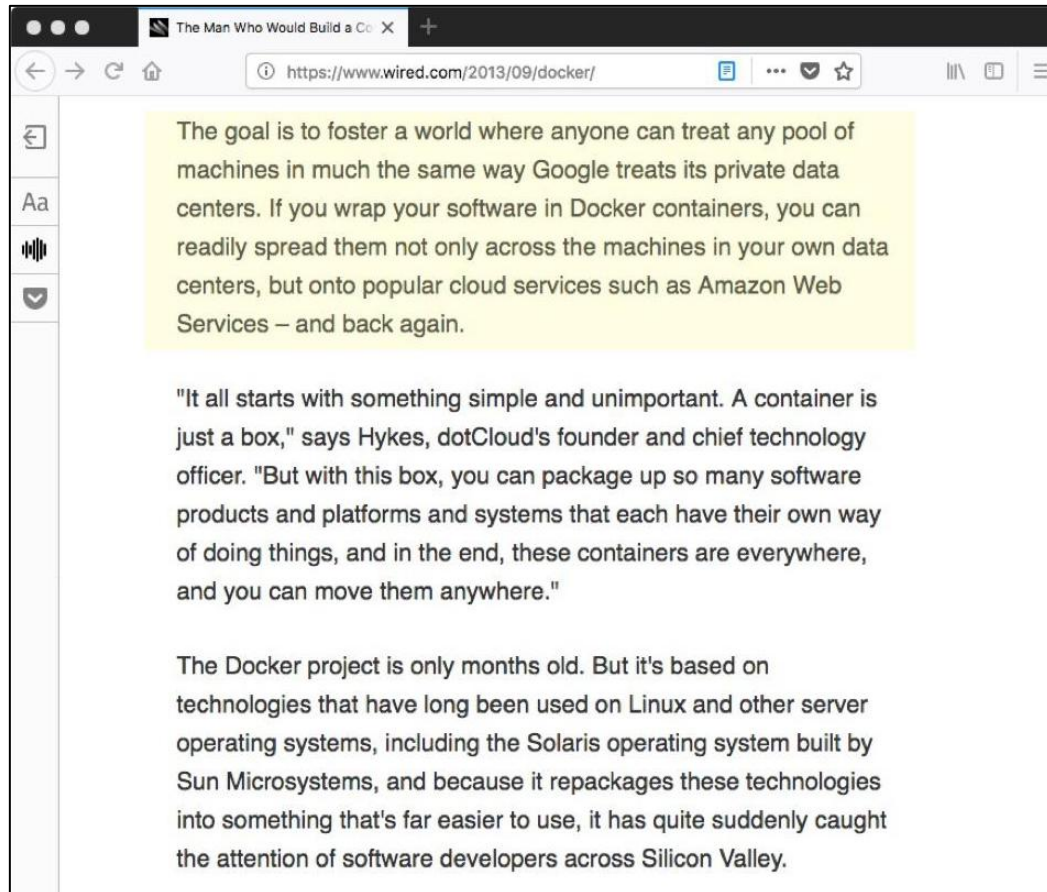 The Man Who Would Build a Co
https://www.wired.com/2013/09/docker/
Aa
The goal is to foster a world where anyone can treat any pool of
machines in much the same way Google treats its private data
centers. If you wrap your software in Docker containers, you can
readily spread them not only across the machines in your own data
centers, but onto popular cloud services such as Amazon Web
Services – and back again.
"It all starts with something simple and unimportant. A container is
just a box," says Hykes, dotCloud's founder and chief technology
officer. "But with this box, you can package up so many software
products and platforms and systems that each have their own way
of doing things, and in the end, these containers are everywhere,
and you can move them anywhere."
The Docker project is only months old. But it's based on
technologies that have long been used on Linux and other server
operating systems, including the Solaris operating system built by
Sun Microsystems, and because it repackages these technologies
into something that's far easier to use, it has quite suddenly caught
the attention of software developers across Silicon Valley.